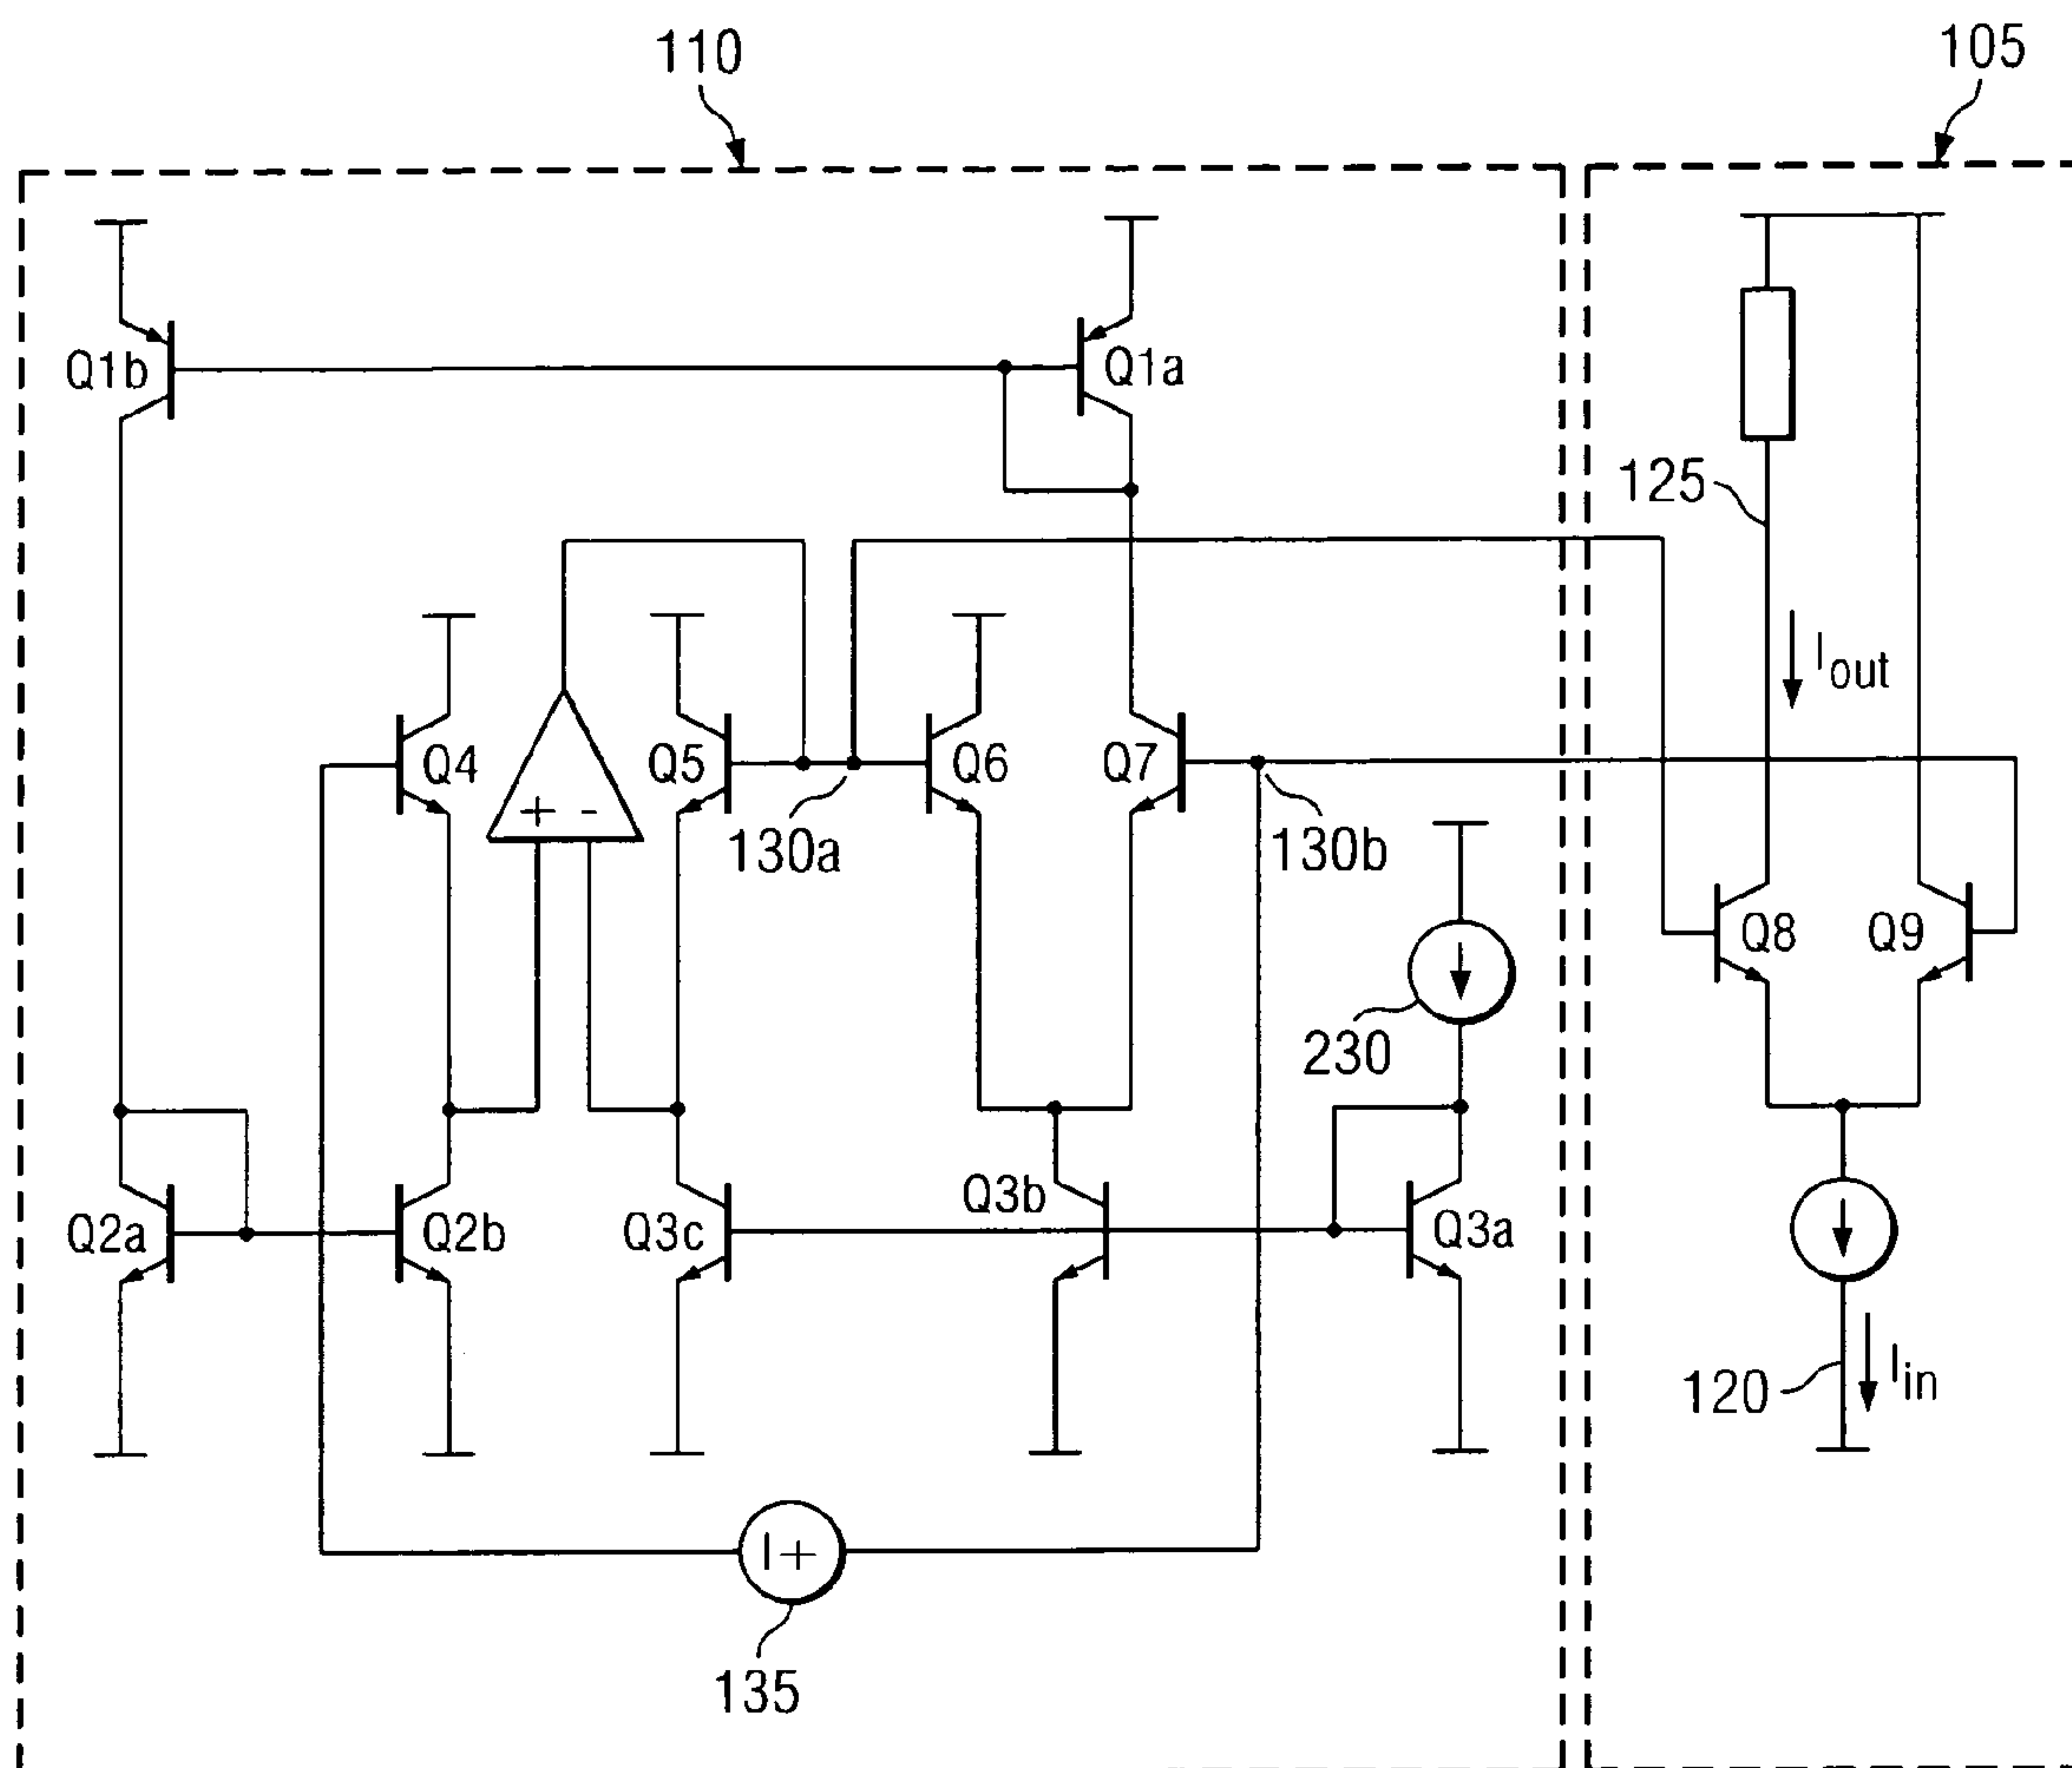 110
105
Q1b
Q1a
125
Iout
Q4
+ -
Q5
Q6
Q7
130a
130b
Q8
Q9
230
Q2a
Q2b
Q3c
Q3b
Q3a
120
Iin
I+
135